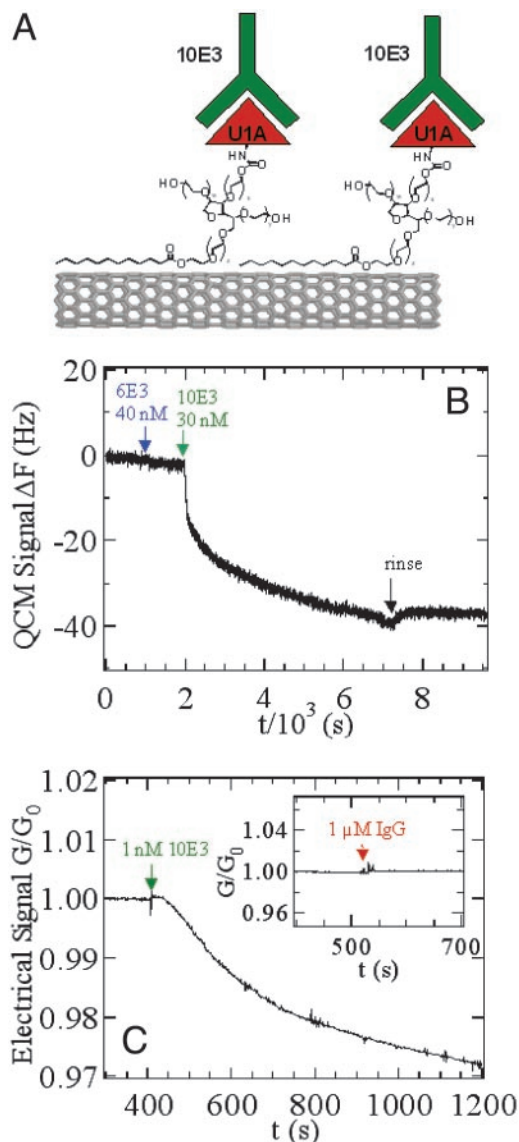 A
10E3 10E3
U1A U1A
HN O HN O
O O
HO OH HO OH
O O
O O
B
20
0
-20
-40
QCM Signal ΔF (Hz)
6E3
40 nM
10E3
30 nM
rinse
0 2 4 6 8
t/10³ (s)
C
1.02
1.01
1.00
0.99
0.98
0.97
Electrical Signal G/G₀
1 nM 10E3
1.04
1.00
0.96
G/G₀
1 μM IgG
500 700
t (s)
400 600 800 1000 1200
t (s)